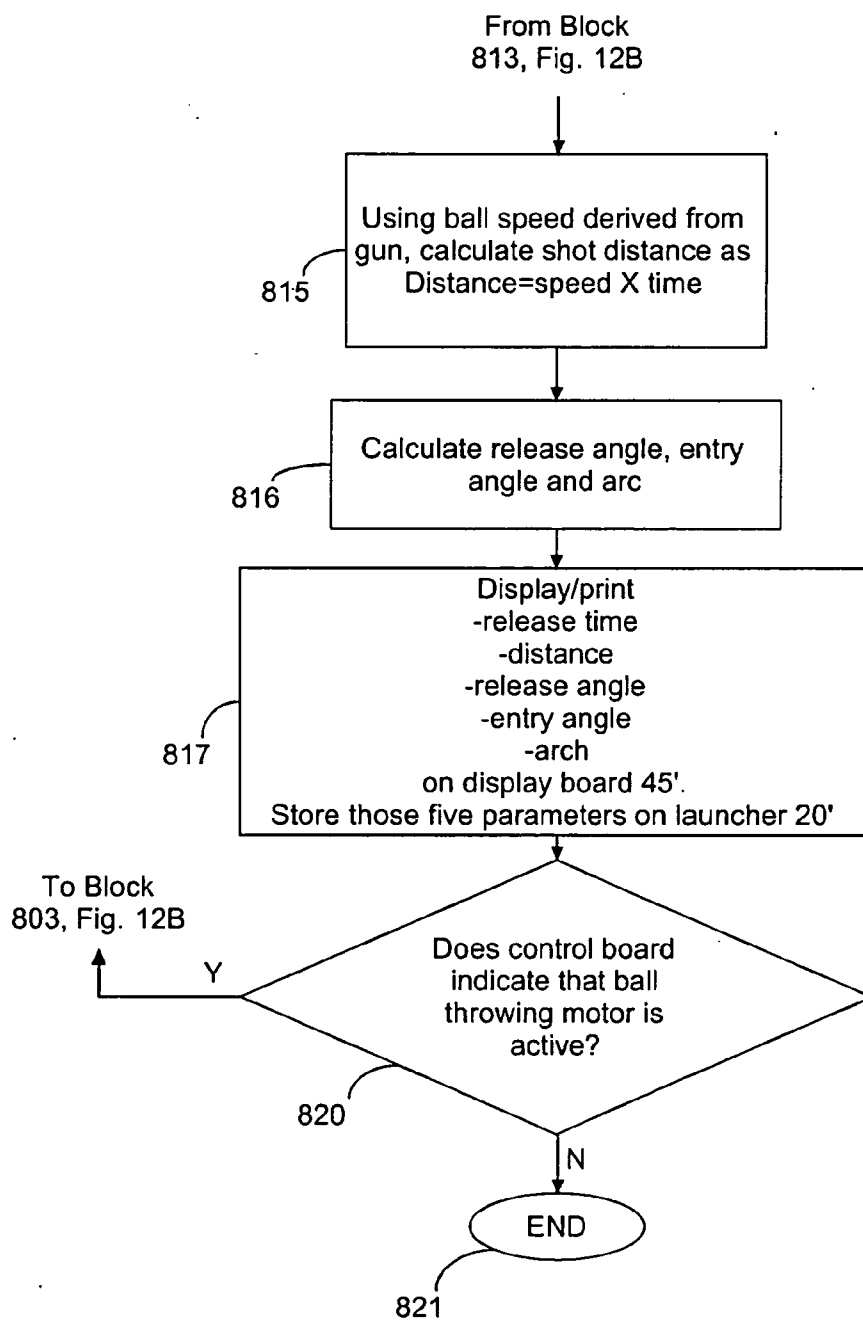 From Block
813, Fig. 12B
Using ball speed derived from
gun, calculate shot distance as
Distance=speed X time
815
Calculate release angle, entry
angle and arc
816
Display/print
-release time
-distance
-release angle
-entry angle
-arch
on display board 45'.
Store those five parameters on launcher 20'
817
To Block
803, Fig. 12B
Y
Does control board
indicate that ball
throwing motor is
active?
820
N
END
821